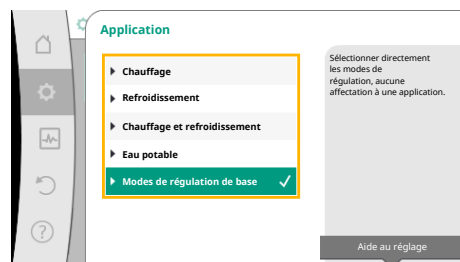 Application
Chauffage
Refroidissement
Chauffage et refroidissement
Eau potable
Modes de régulation de base
Sélectionner directement
les modes de
régulation, aucune
affectation à une application.
Aide au réglage